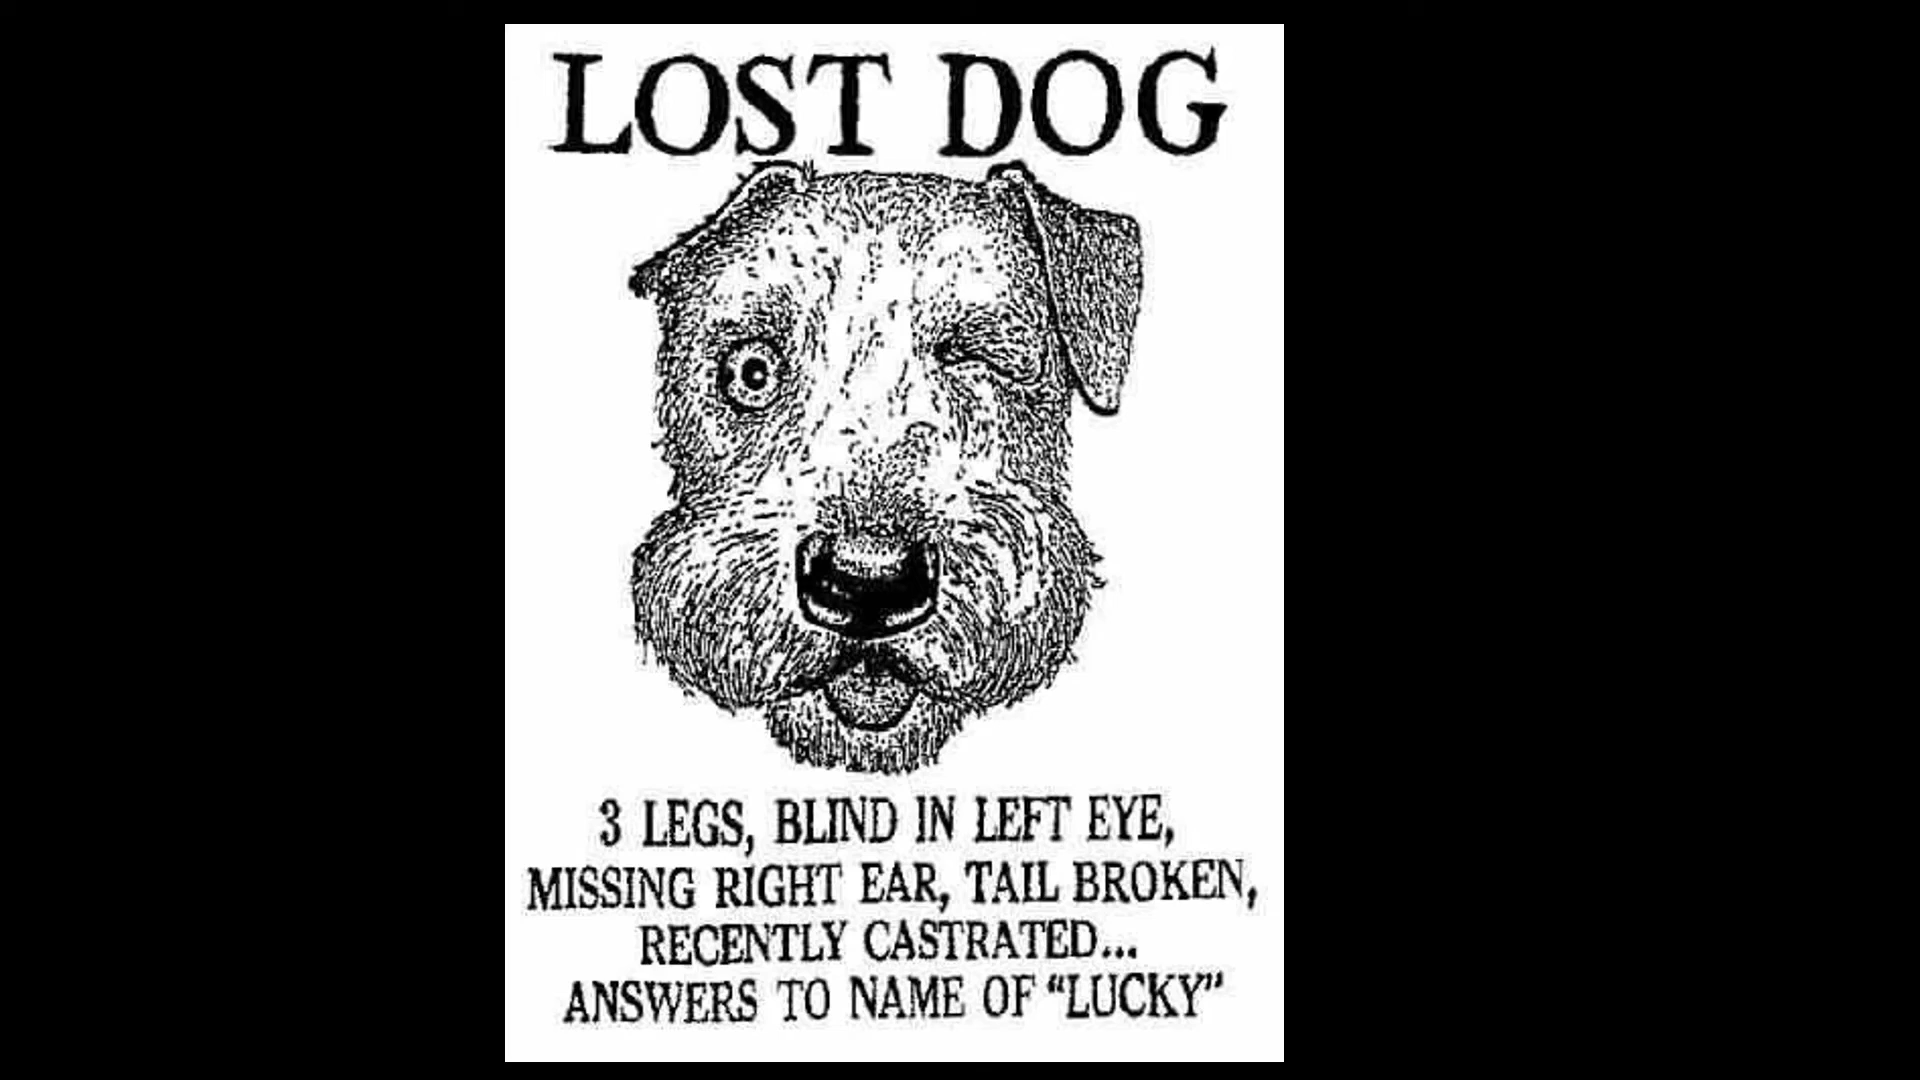 LOST DOG
3 LEGS, BLIND IN LEFT EYE,
MISSING RIGHT EAR, TAIL BROKEN,
RECENTLY CASTRATED...
ANSWERS TO NAME OF “LUCKY”